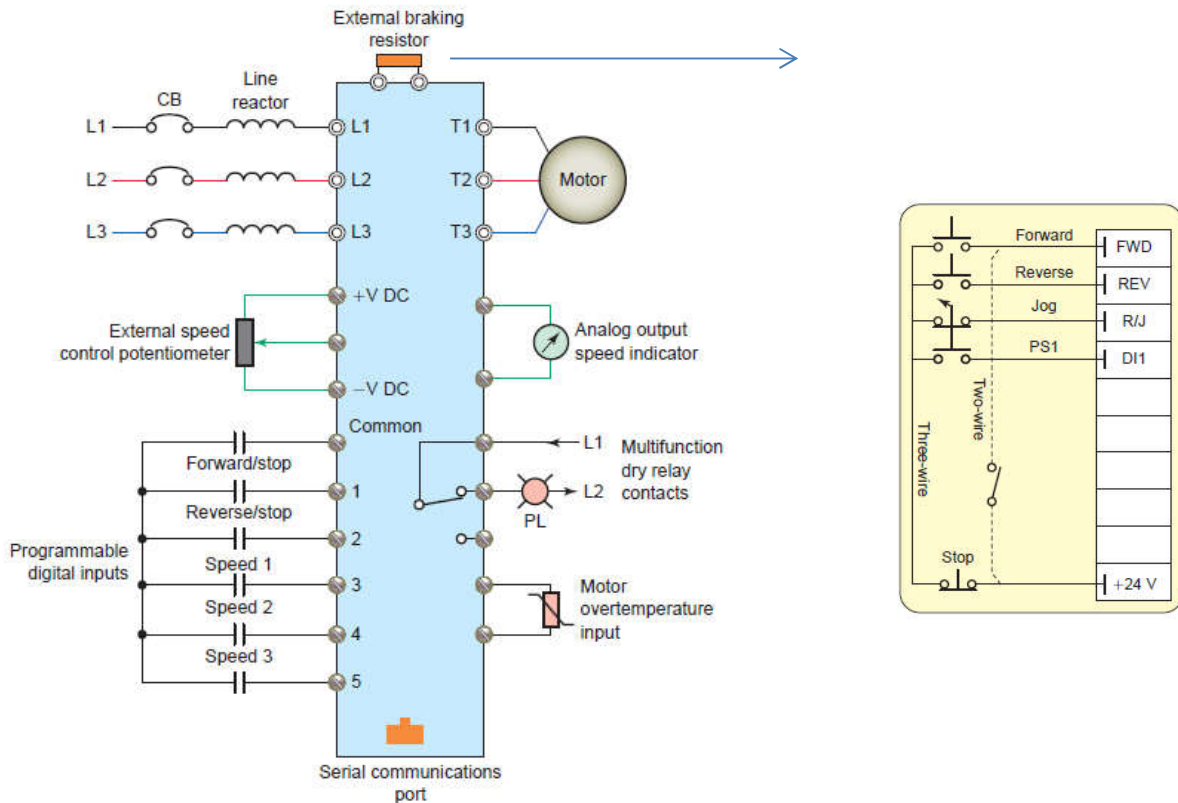 External braking
resistor
Line
reactor
CB
L1
L1
T1
L2
L2
T2
Motor
L3
L3
T3
+V DC
External speed
control potentiometer
Analog output
speed indicator
−V DC
Common
L1
Multifunction
dry relay
contacts
Forward/stop
1
L2
PL
Reverse/stop
2
Programmable
digital inputs
Speed 1
3
Speed 2
Motor
overtemperature
input
4
Speed 3
5
Serial communications
port
Forward
FWD
Reverse
REV
Jog
R/J
PS1
DI1
Two-wire
Three-wire
Stop
+24 V